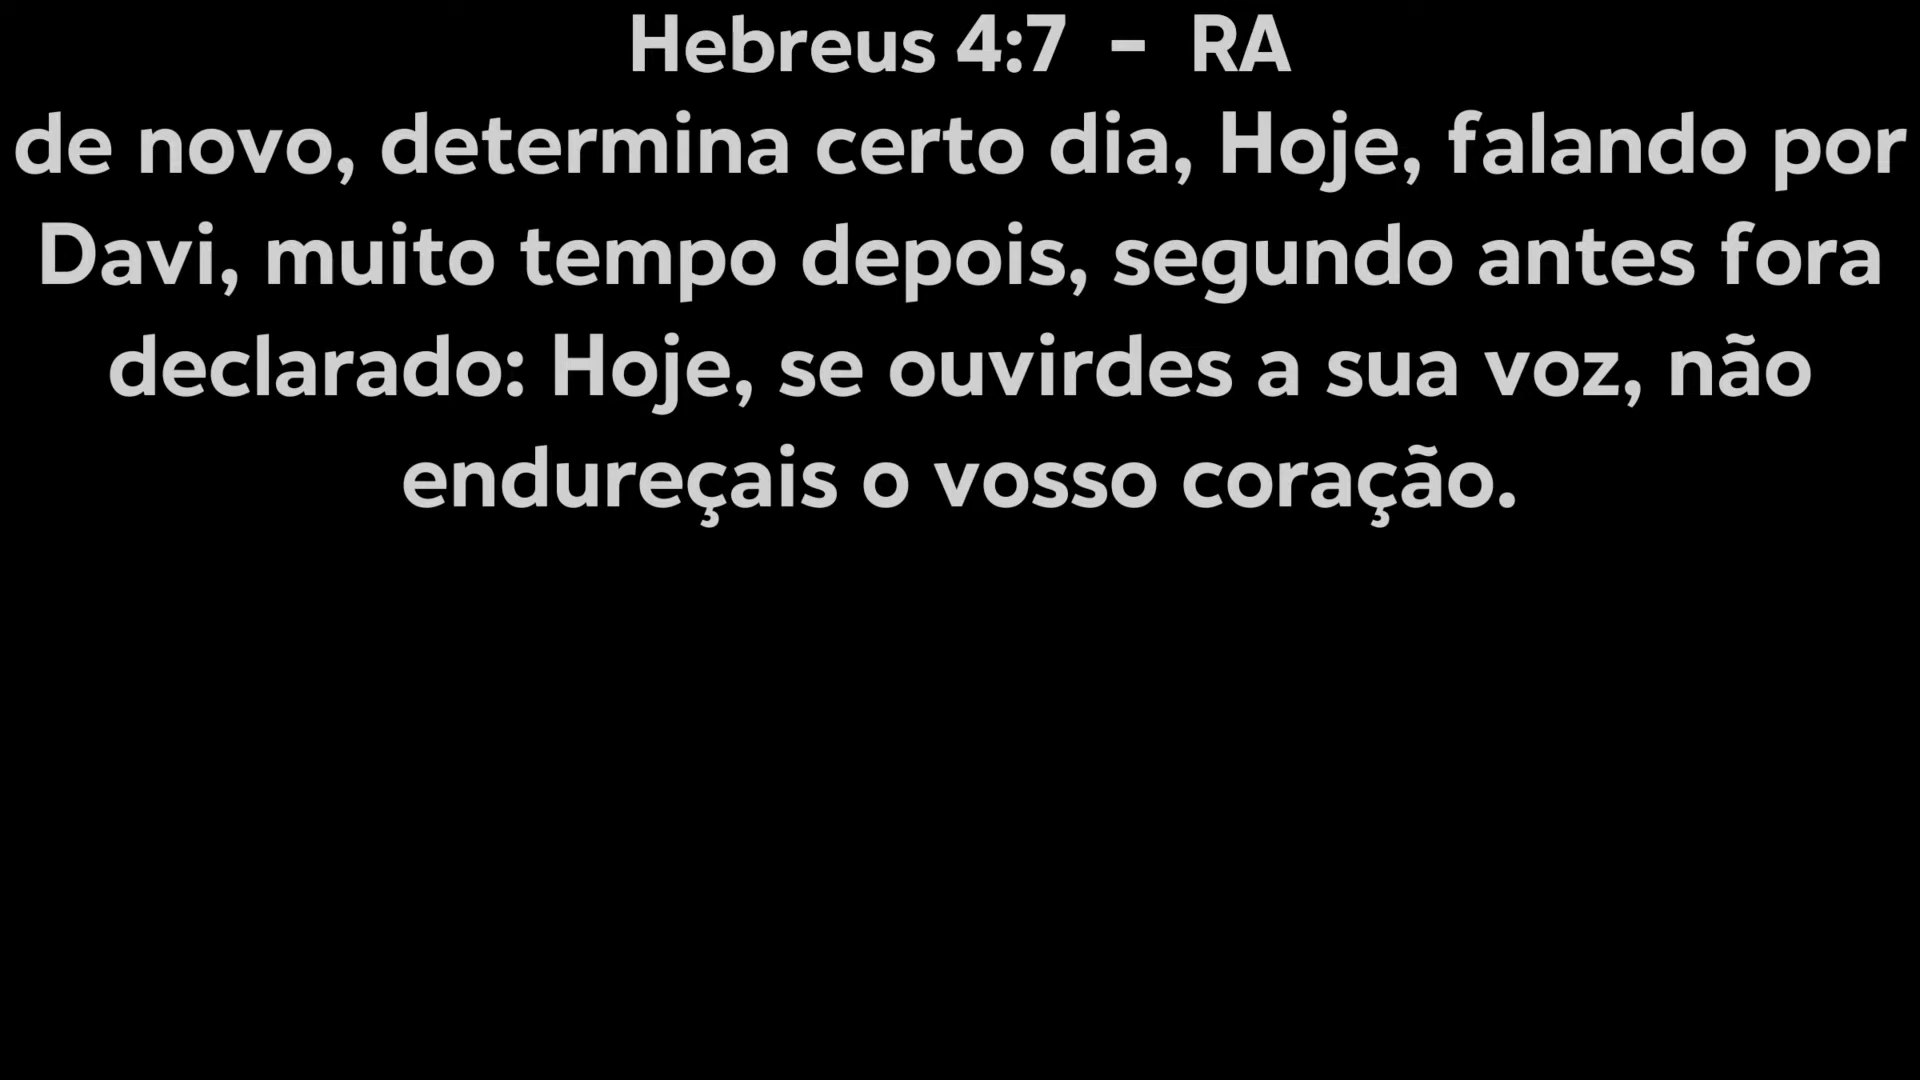 Hebreus 4:7 - RA
de novo, determina certo dia, Hoje, falando por
Davi, muito tempo depois, segundo antes fora
declarado: Hoje, se ouvirdes a sua voz, não
endureçais o vosso coração.